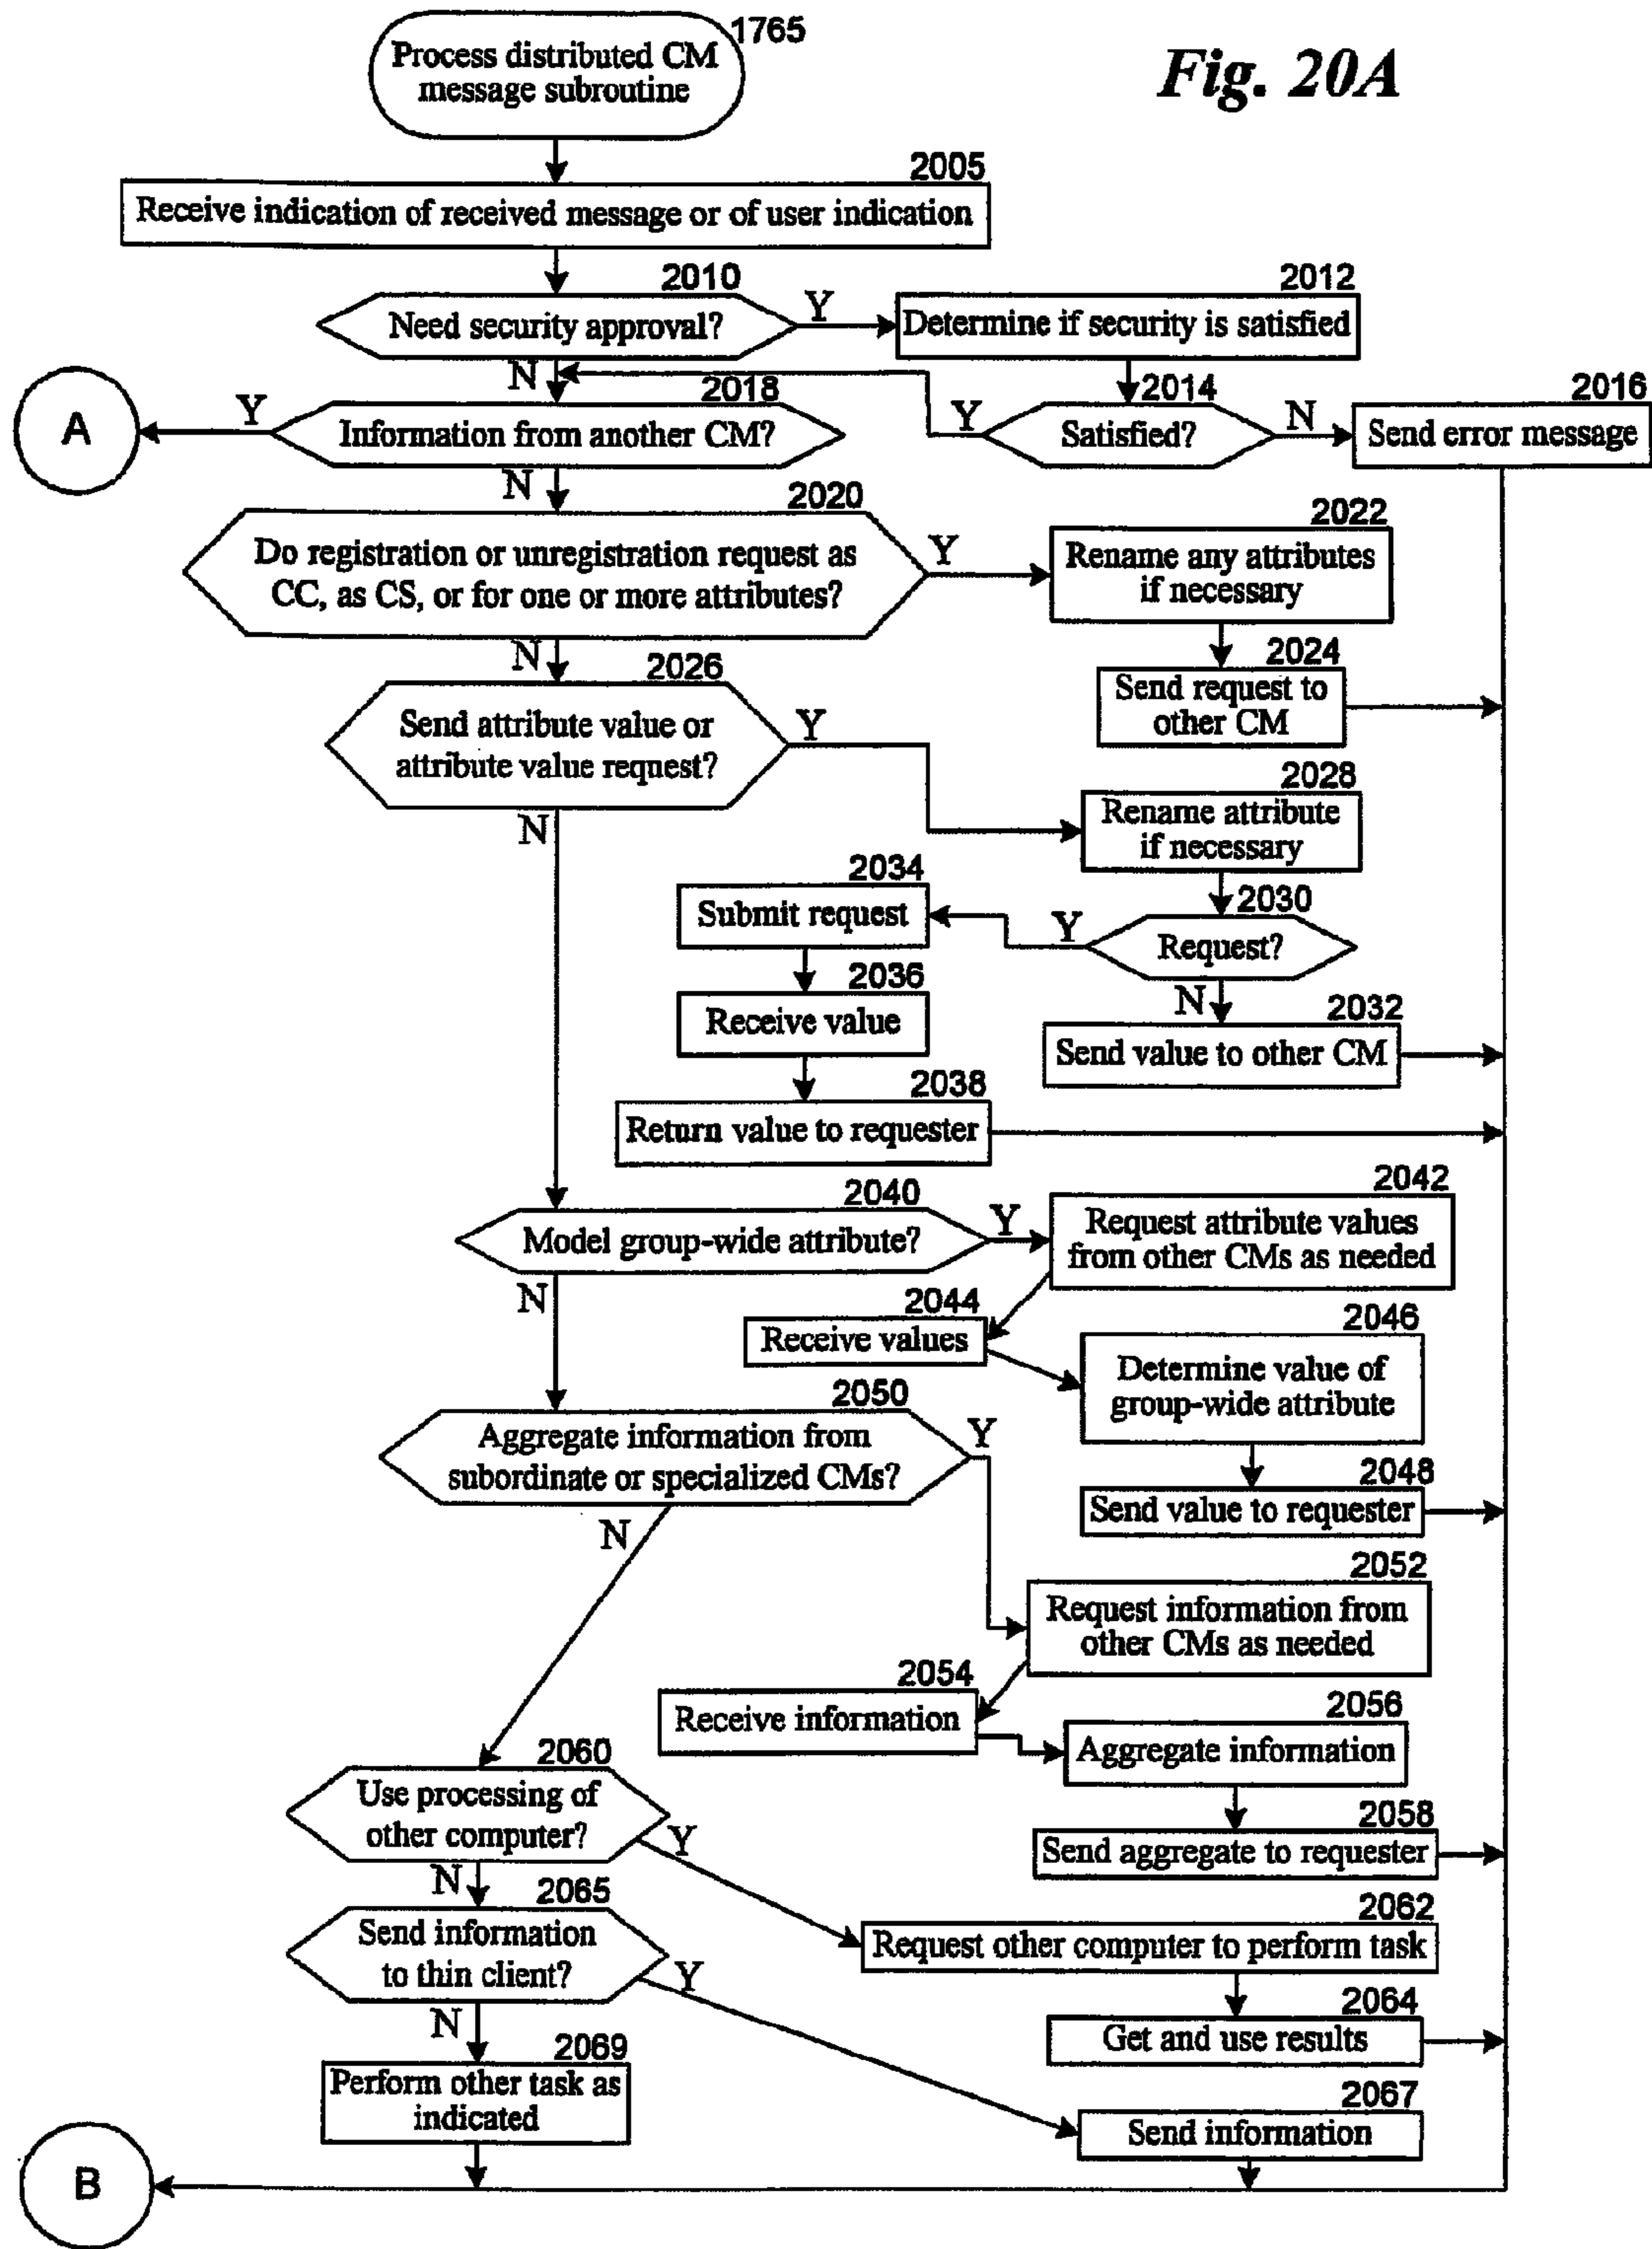 1765
Process distributed CM
message subroutine
Fig. 20A
2005
Receive indication of received message or of user indication
2010
Need security approval?
Y
2012
Determine if security is satisfied
N
2018
A
Y
Information from another CM?
2014
Y
Satisfied?
N
2016
Send error message
N
2020
Do registration or unregistration request as
CC, as CS, or for one or more attributes?
Y
2022
Rename any attributes
if necessary
2024
Send request to
other CM
N
2026
Send attribute value or
attribute value request?
Y
2028
Rename attribute
if necessary
N
2034
Submit request
2030
Y
Request?
2036
Receive value
N
2032
Send value to other CM
2038
Return value to requester
2040
Model group-wide attribute?
Y
2042
Request attribute values
from other CMs as needed
N
2044
Receive values
2046
Determine value of
group-wide attribute
2048
Send value to requester
2050
Aggregate information from
subordinate or specialized CMs?
Y
N
2052
Request information from
other CMs as needed
2054
Receive information
2056
Aggregate information
2058
Send aggregate to requester
2060
Use processing of
other computer?
Y
N
2062
Request other computer to perform task
2064
Get and use results
2065
Send information
to thin client?
Y
N
2067
Send information
2069
Perform other task as
indicated
B